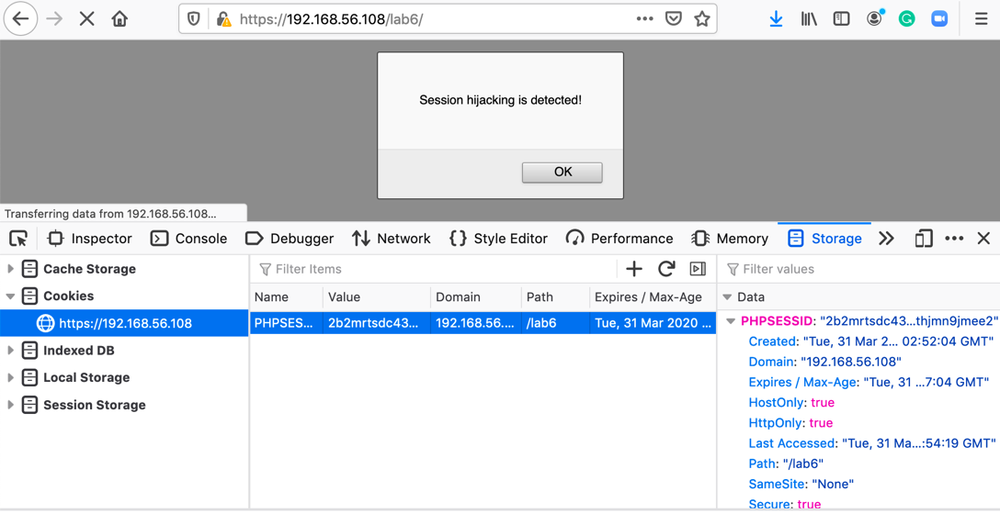 https://192.168.56.108/lab6/
Session hijacking is detected!
OK
Transferring data from 192.168.56.108...
Inspector Console Debugger Network Style Editor Performance Memory Storage
Cache Storage
Cookies
https://192.168.56.108
Indexed DB
Local Storage
Session Storage
Filter Items
Name Value Domain Path Expires / Max-Age
PHPSES... 2b2mrtsdc43... 192.168.56.... /lab6 Tue, 31 Mar 2020 ...
Filter values
Data
PHPSESSID: "2b2mrtsdc43...thjmn9jmee2"
Created: "Tue, 31 Mar 2... 02:52:04 GMT"
Domain: "192.168.56.108"
Expires / Max-Age: "Tue, 31 ...7:04 GMT"
HostOnly: true
HttpOnly: true
Last Accessed: "Tue, 31 Ma...:54:19 GMT"
Path: "/lab6"
SameSite: "None"
Secure: true